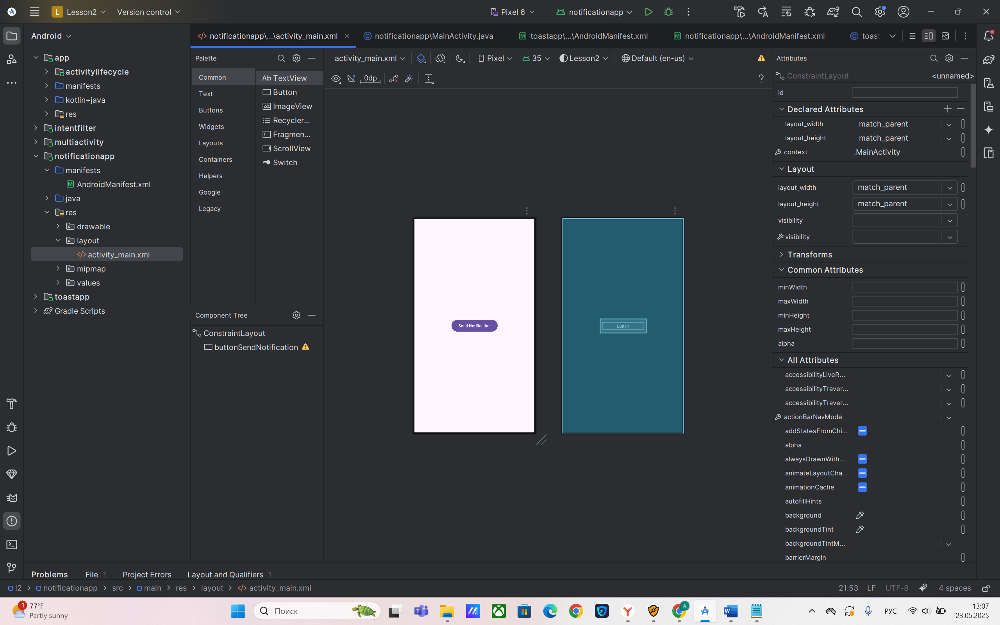 L Lesson2 Version control Pixel 6 notificationapp
Android
app
activitylifecycle
manifests
kotlin+java
res
intentfilter
multiactivity
notificationapp
manifests
AndroidManifest.xml
java
res
drawable
layout
activity_main.xml
mipmap
values
toastapp
Gradle Scripts
notificationapp\...\activity_main.xml notificationapp\MainActivity.java toastapp\...\AndroidManifest.xml notificationapp\...\AndroidManifest.xml toast
Palette
Common
Text
Buttons
Widgets
Layouts
Containers
Helpers
Google
Legacy
Ab TextView
Button
ImageView
Recycler...
Fragmen...
ScrollView
Switch
Component Tree
ConstraintLayout
buttonSendNotification
activity_main.xml Pixel 35 Lesson2 Default (en-us)
0dp ?
Send Notification
Button
Attributes
ConstraintLayout <unnamed>
id
Declared Attributes
layout_width match_parent
layout_height match_parent
context .MainActivity
Layout
layout_width match_parent
layout_height match_parent
visibility
visibility
Transforms
Common Attributes
minWidth
maxWidth
minHeight
maxHeight
alpha
All Attributes
accessibilityLiveR...
accessibilityTraver...
accessibilityTraver...
actionBarNavMode
addStatesFromChi...
alpha
alwaysDrawnWith...
animateLayoutCha...
animationCache
autofillHints
background
backgroundTint
backgroundTintM...
barrierMargin
Problems File 1 Project Errors Layout and Qualifiers 1
l2 > notificationapp > src > main > res > layout > activity_main.xml
21:53 LF UTF-8 4 spaces
1 77°F
Partly sunny
Поиск
A
РУС
13:07
23.05.2025